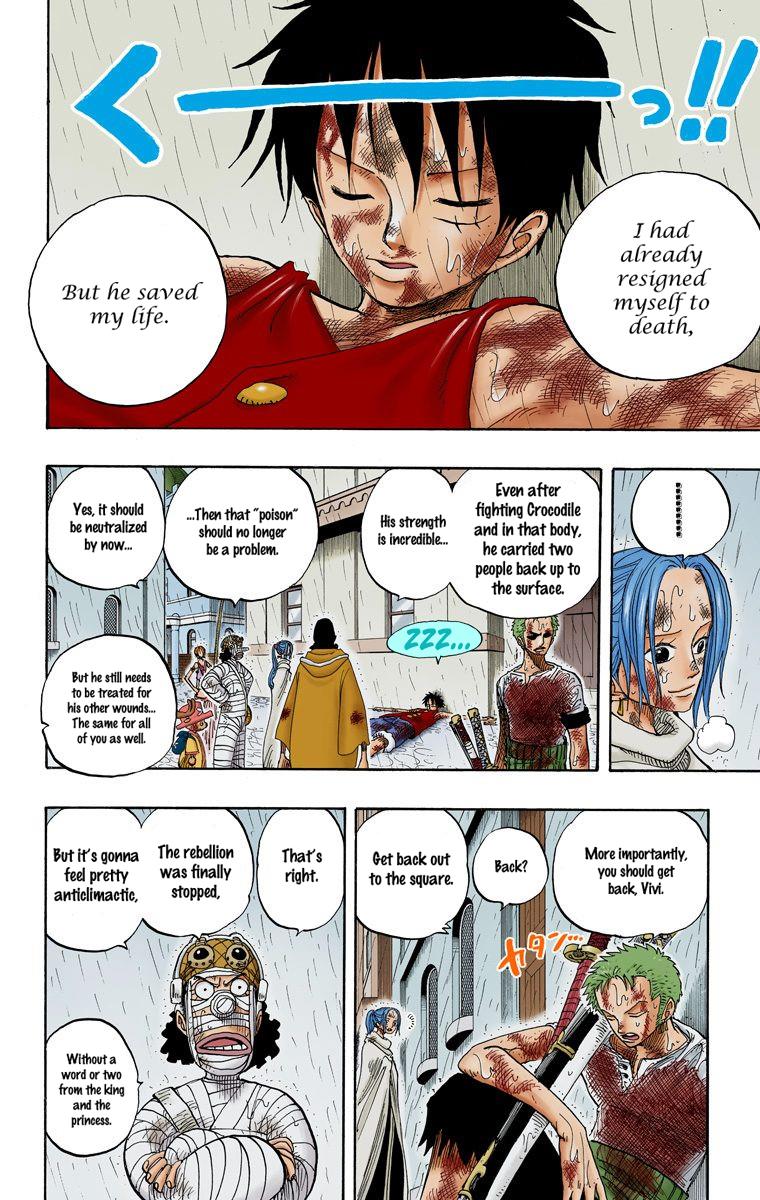 くーっ!!
I had
already
resigned
myself to
death,
But he saved
my life.
Even after
fighting Crocodile
and in that body,
he carried two
people back up to
the surface.
His strength
is incredible...
...Then that "poison"
should no longer
be a problem.
Yes, it should
be neutralized
by now...
But he still needs
to be treated for
his other wounds...
The same for all
of you as well.
ZZZ...
More importantly,
you should get
back, Vivi.
Back?
Get back out
to the square.
カタン...
That's
right.
The rebellion
was finally
stopped,
But it's gonna
feel pretty
anticlimactic,
Without a
word or two
from the king
and the
princess.